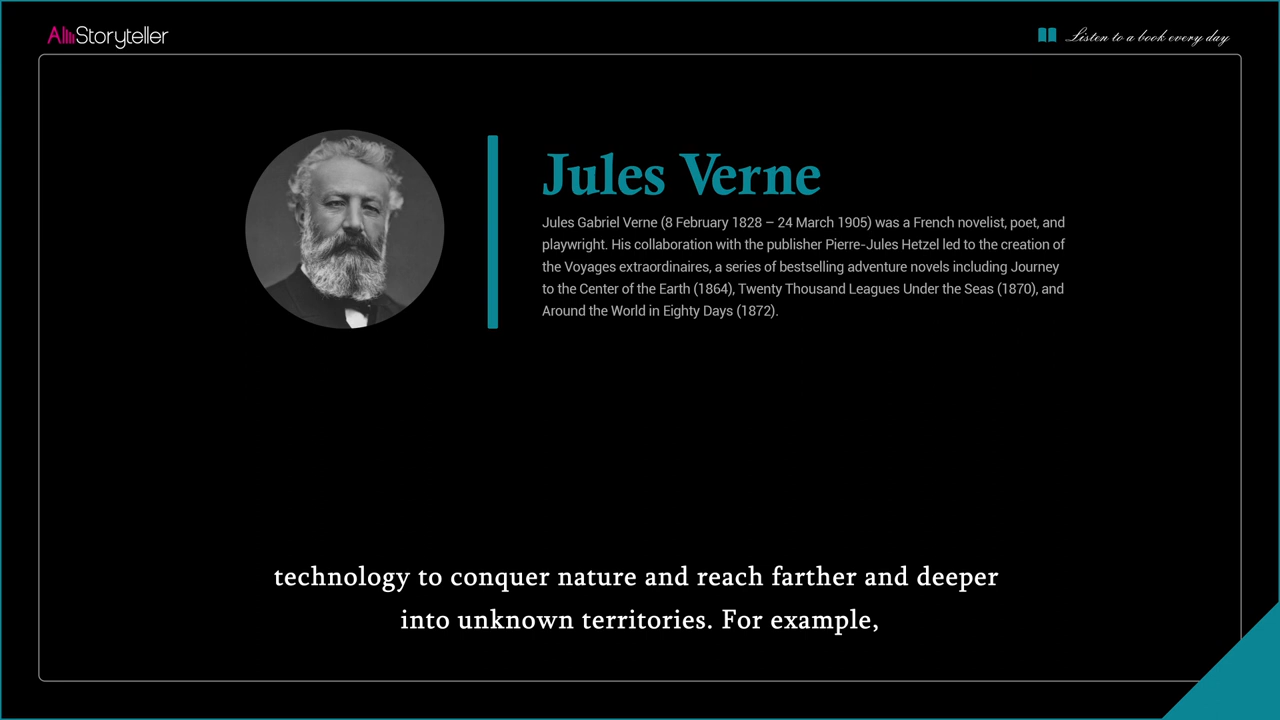 AllStoryteller
Listen to a book every day
Jules Verne
Jules Gabriel Verne (8 February 1828 – 24 March 1905) was a French novelist, poet, and
playwright. His collaboration with the publisher Pierre-Jules Hetzel led to the creation of
the Voyages extraordinaires, a series of bestselling adventure novels including Journey
to the Center of the Earth (1864), Twenty Thousand Leagues Under the Seas (1870), and
Around the World in Eighty Days (1872).
technology to conquer nature and reach farther and deeper
into unknown territories. For example,